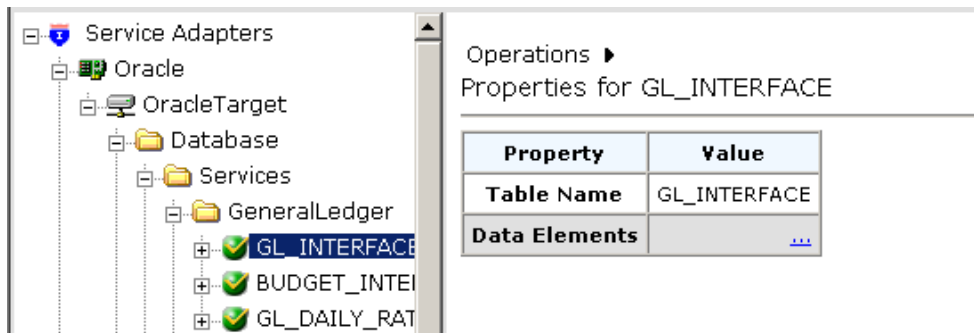 Service Adapters
Oracle
OracleTarget
Database
Services
GeneralLedger
GL_INTERFACE
BUDGET_INTE
GL_DAILY_RAT
Operations
Properties for GL_INTERFACE
Property Value
Table Name GL_INTERFACE
Data Elements ...